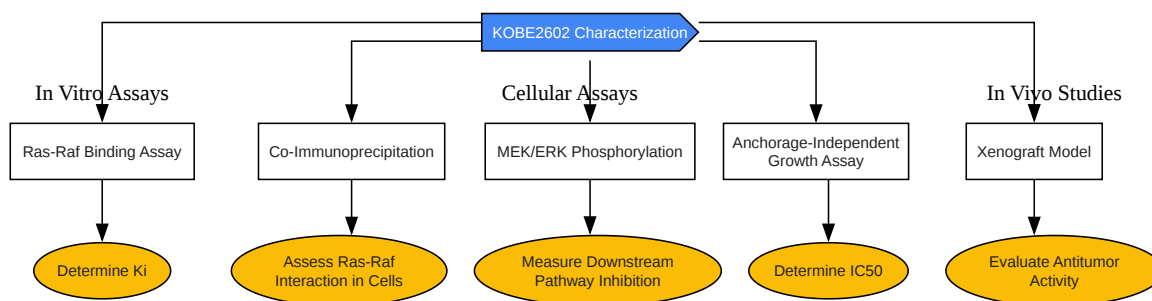 KOBE2602 Characterization
In Vitro Assays
Cellular Assays
In Vivo Studies
Ras-Raf Binding Assay
Co-Immunoprecipitation
MEK/ERK Phosphorylation
Anchorage-Independent
Growth Assay
Xenograft Model
Determine Ki
Assess Ras-Raf
Interaction in Cells
Measure Downstream
Pathway Inhibition
Determine IC50
Evaluate Antitumor
Activity